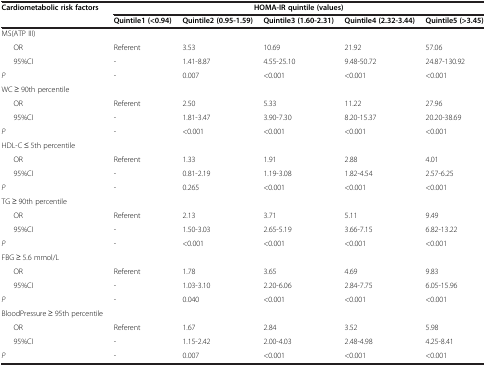 Cardiometabolic risk factors HOMA-IR quintile (values)
Quintile1 (<0.94) Quintile2 (0.95-1.59) Quintile3 (1.60-2.31) Quintile4 (2.32-3.44) Quintile5 (>3.45)
MS(ATP III)
OR Referent 3.53 10.69 21.92 57.06
95%CI - 1.41-8.87 4.55-25.10 9.48-50.72 24.87-130.92
P - 0.007 <0.001 <0.001 <0.001
WC ≥ 90th percentile
OR Referent 2.50 5.33 11.22 27.96
95%CI - 1.81-3.47 3.90-7.30 8.20-15.37 20.20-38.69
P - <0.001 <0.001 <0.001 <0.001
HDL-C ≤ 5th percentile
OR Referent 1.33 1.91 2.88 4.01
95%CI - 0.81-2.19 1.19-3.08 1.82-4.54 2.57-6.25
P - 0.265 <0.001 <0.001 <0.001
TG ≥ 90th percentile
OR Referent 2.13 3.71 5.11 9.49
95%CI - 1.50-3.03 2.65-5.19 3.66-7.15 6.82-13.22
P - <0.001 <0.001 <0.001 <0.001
FBG ≥ 5.6 mmol/L
OR Referent 1.78 3.65 4.69 9.83
95%CI - 1.03-3.10 2.20-6.06 2.84-7.75 6.05-15.96
P - 0.040 <0.001 <0.001 <0.001
BloodPressure ≥ 95th percentile
OR Referent 1.67 2.84 3.52 5.98
95%CI - 1.15-2.42 2.00-4.03 2.48-4.98 4.25-8.41
P - 0.007 <0.001 <0.001 <0.001